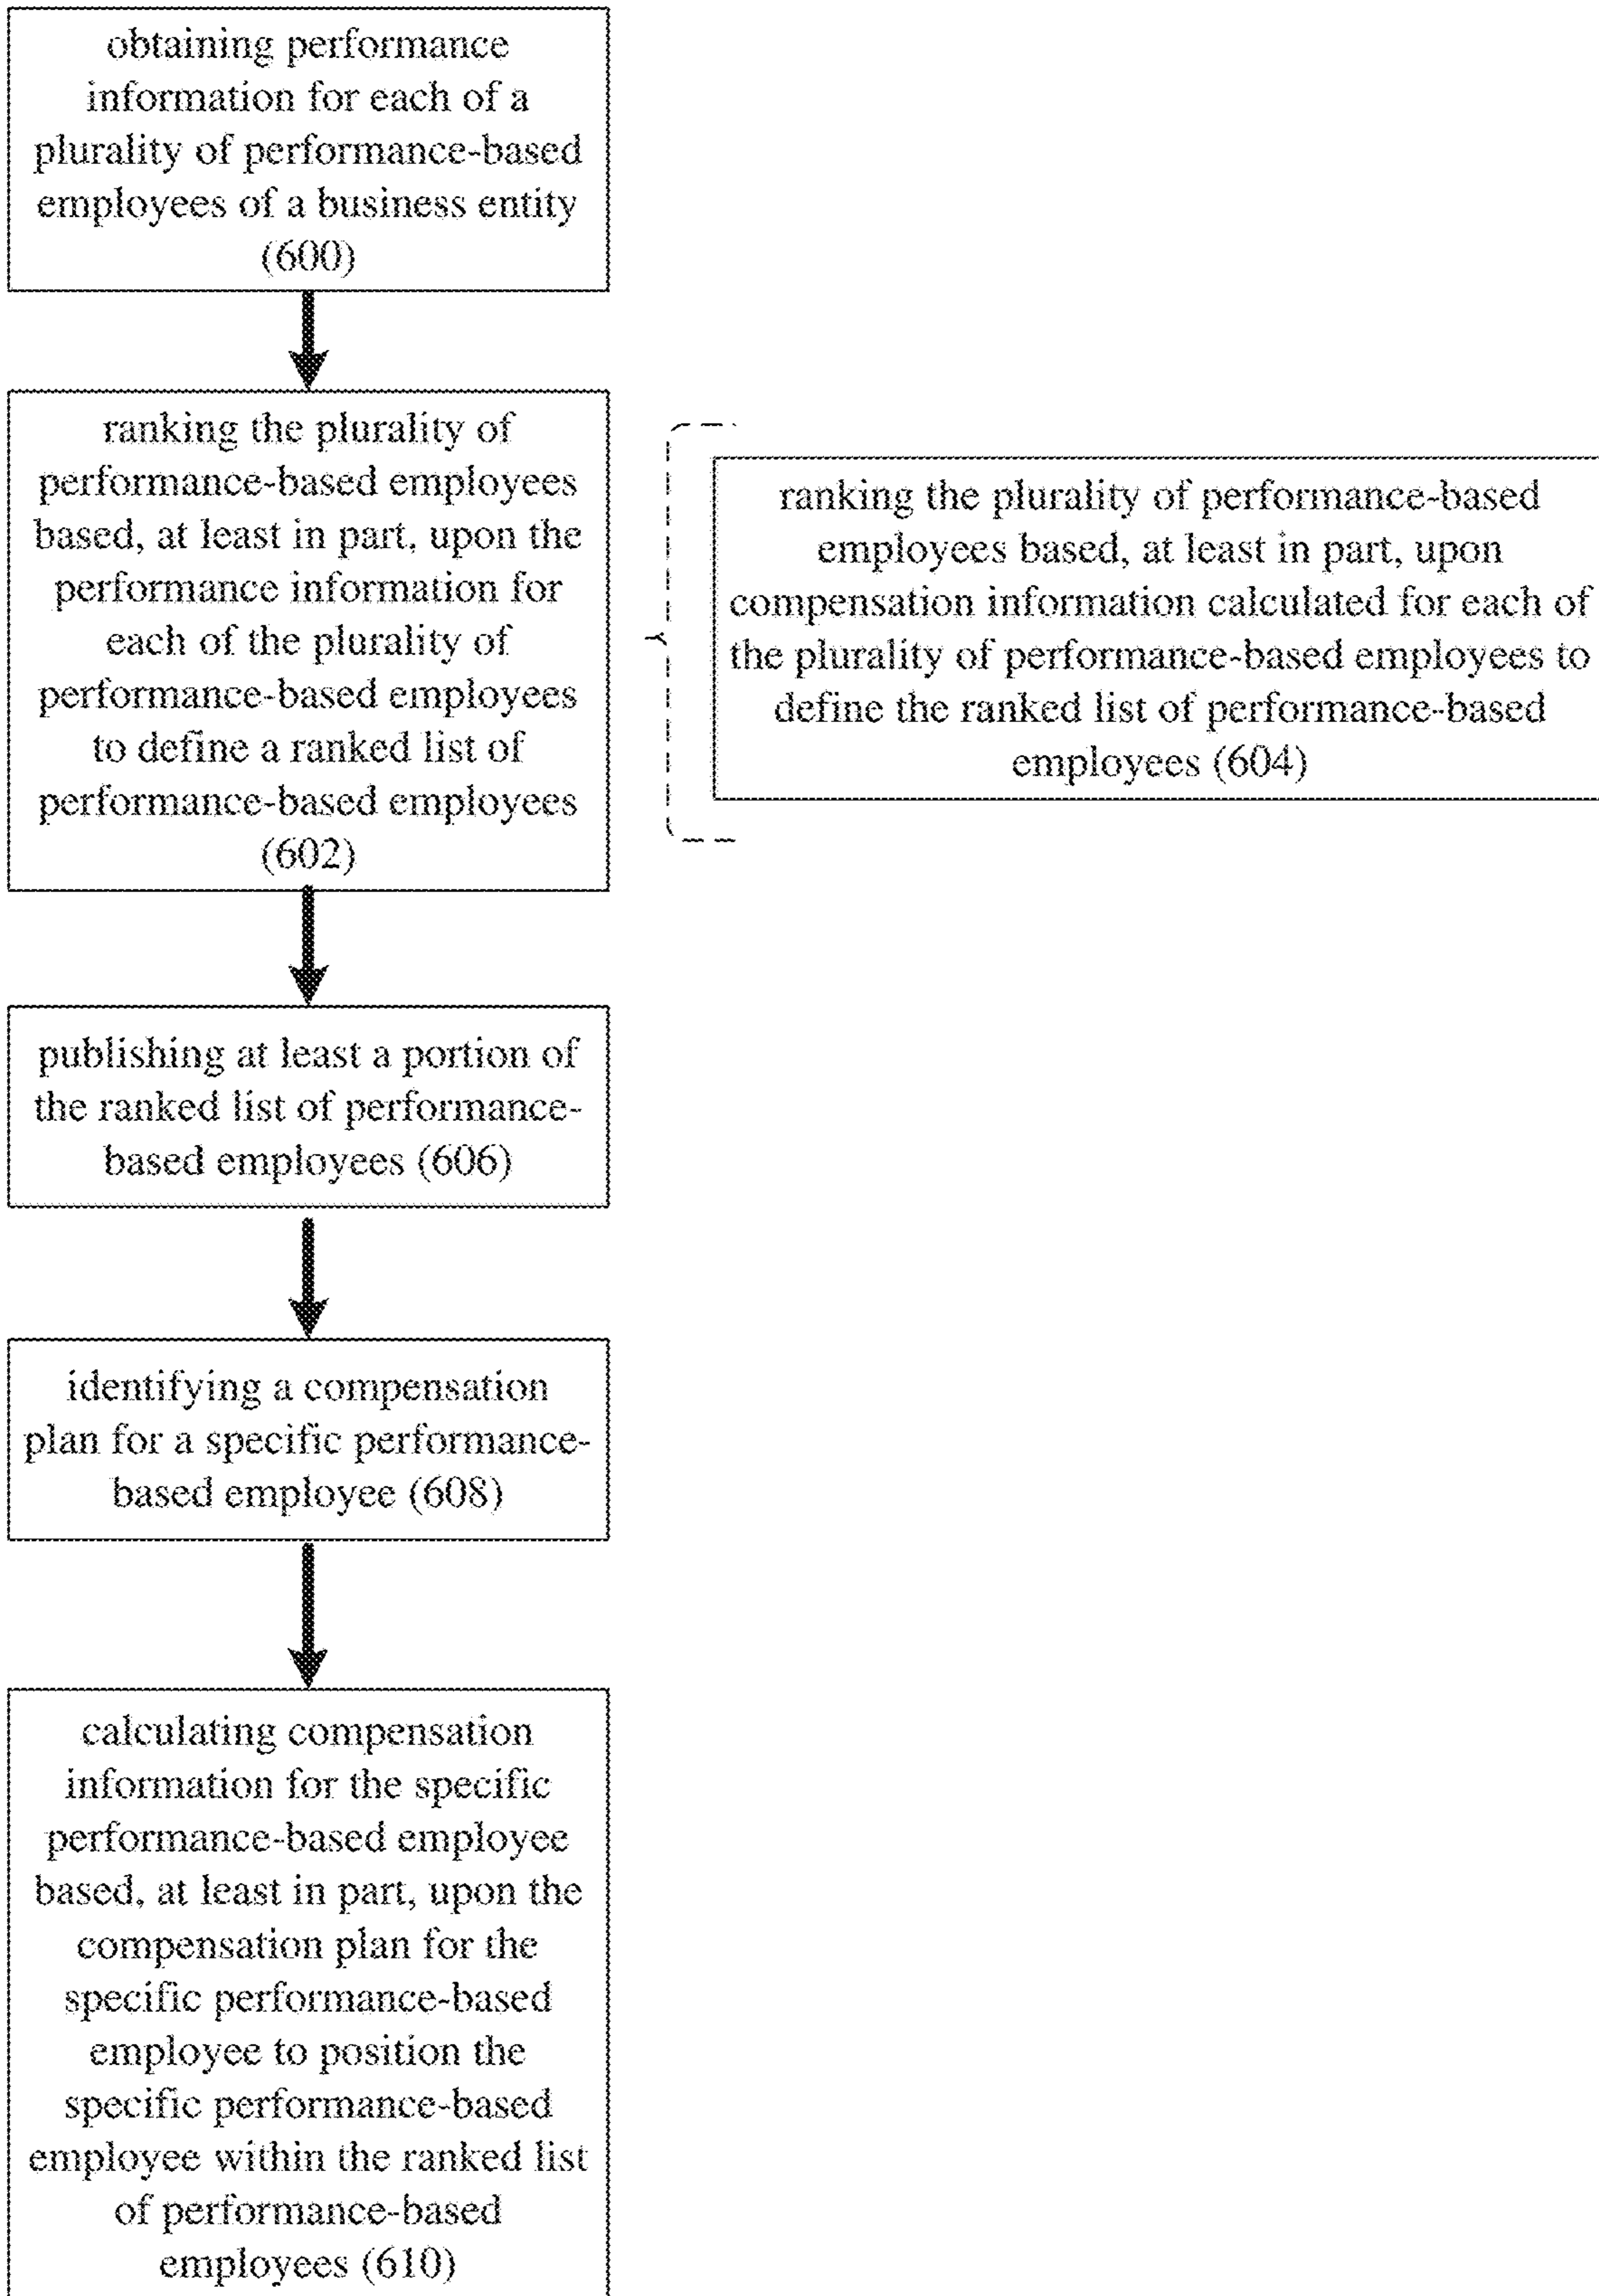 obtaining performance
information for each of a
plurality of performance-based
employees of a business entity
(600)
ranking the plurality of
performance-based employees
based, at least in part, upon the
performance information for
each of the plurality of
performance-based employees
to define a ranked list of
performance-based employees
(602)
ranking the plurality of performance-based
employees based, at least in part, upon
compensation information calculated for each of
the plurality of performance-based employees to
define the ranked list of performance-based
employees (604)
publishing at least a portion of
the ranked list of performance-
based employees (606)
identifying a compensation
plan for a specific performance-
based employee (608)
calculating compensation
information for the specific
performance-based employee
based, at least in part, upon the
compensation plan for the
specific performance-based
employee to position the
specific performance-based
employee within the ranked list
of performance-based
employees (610)